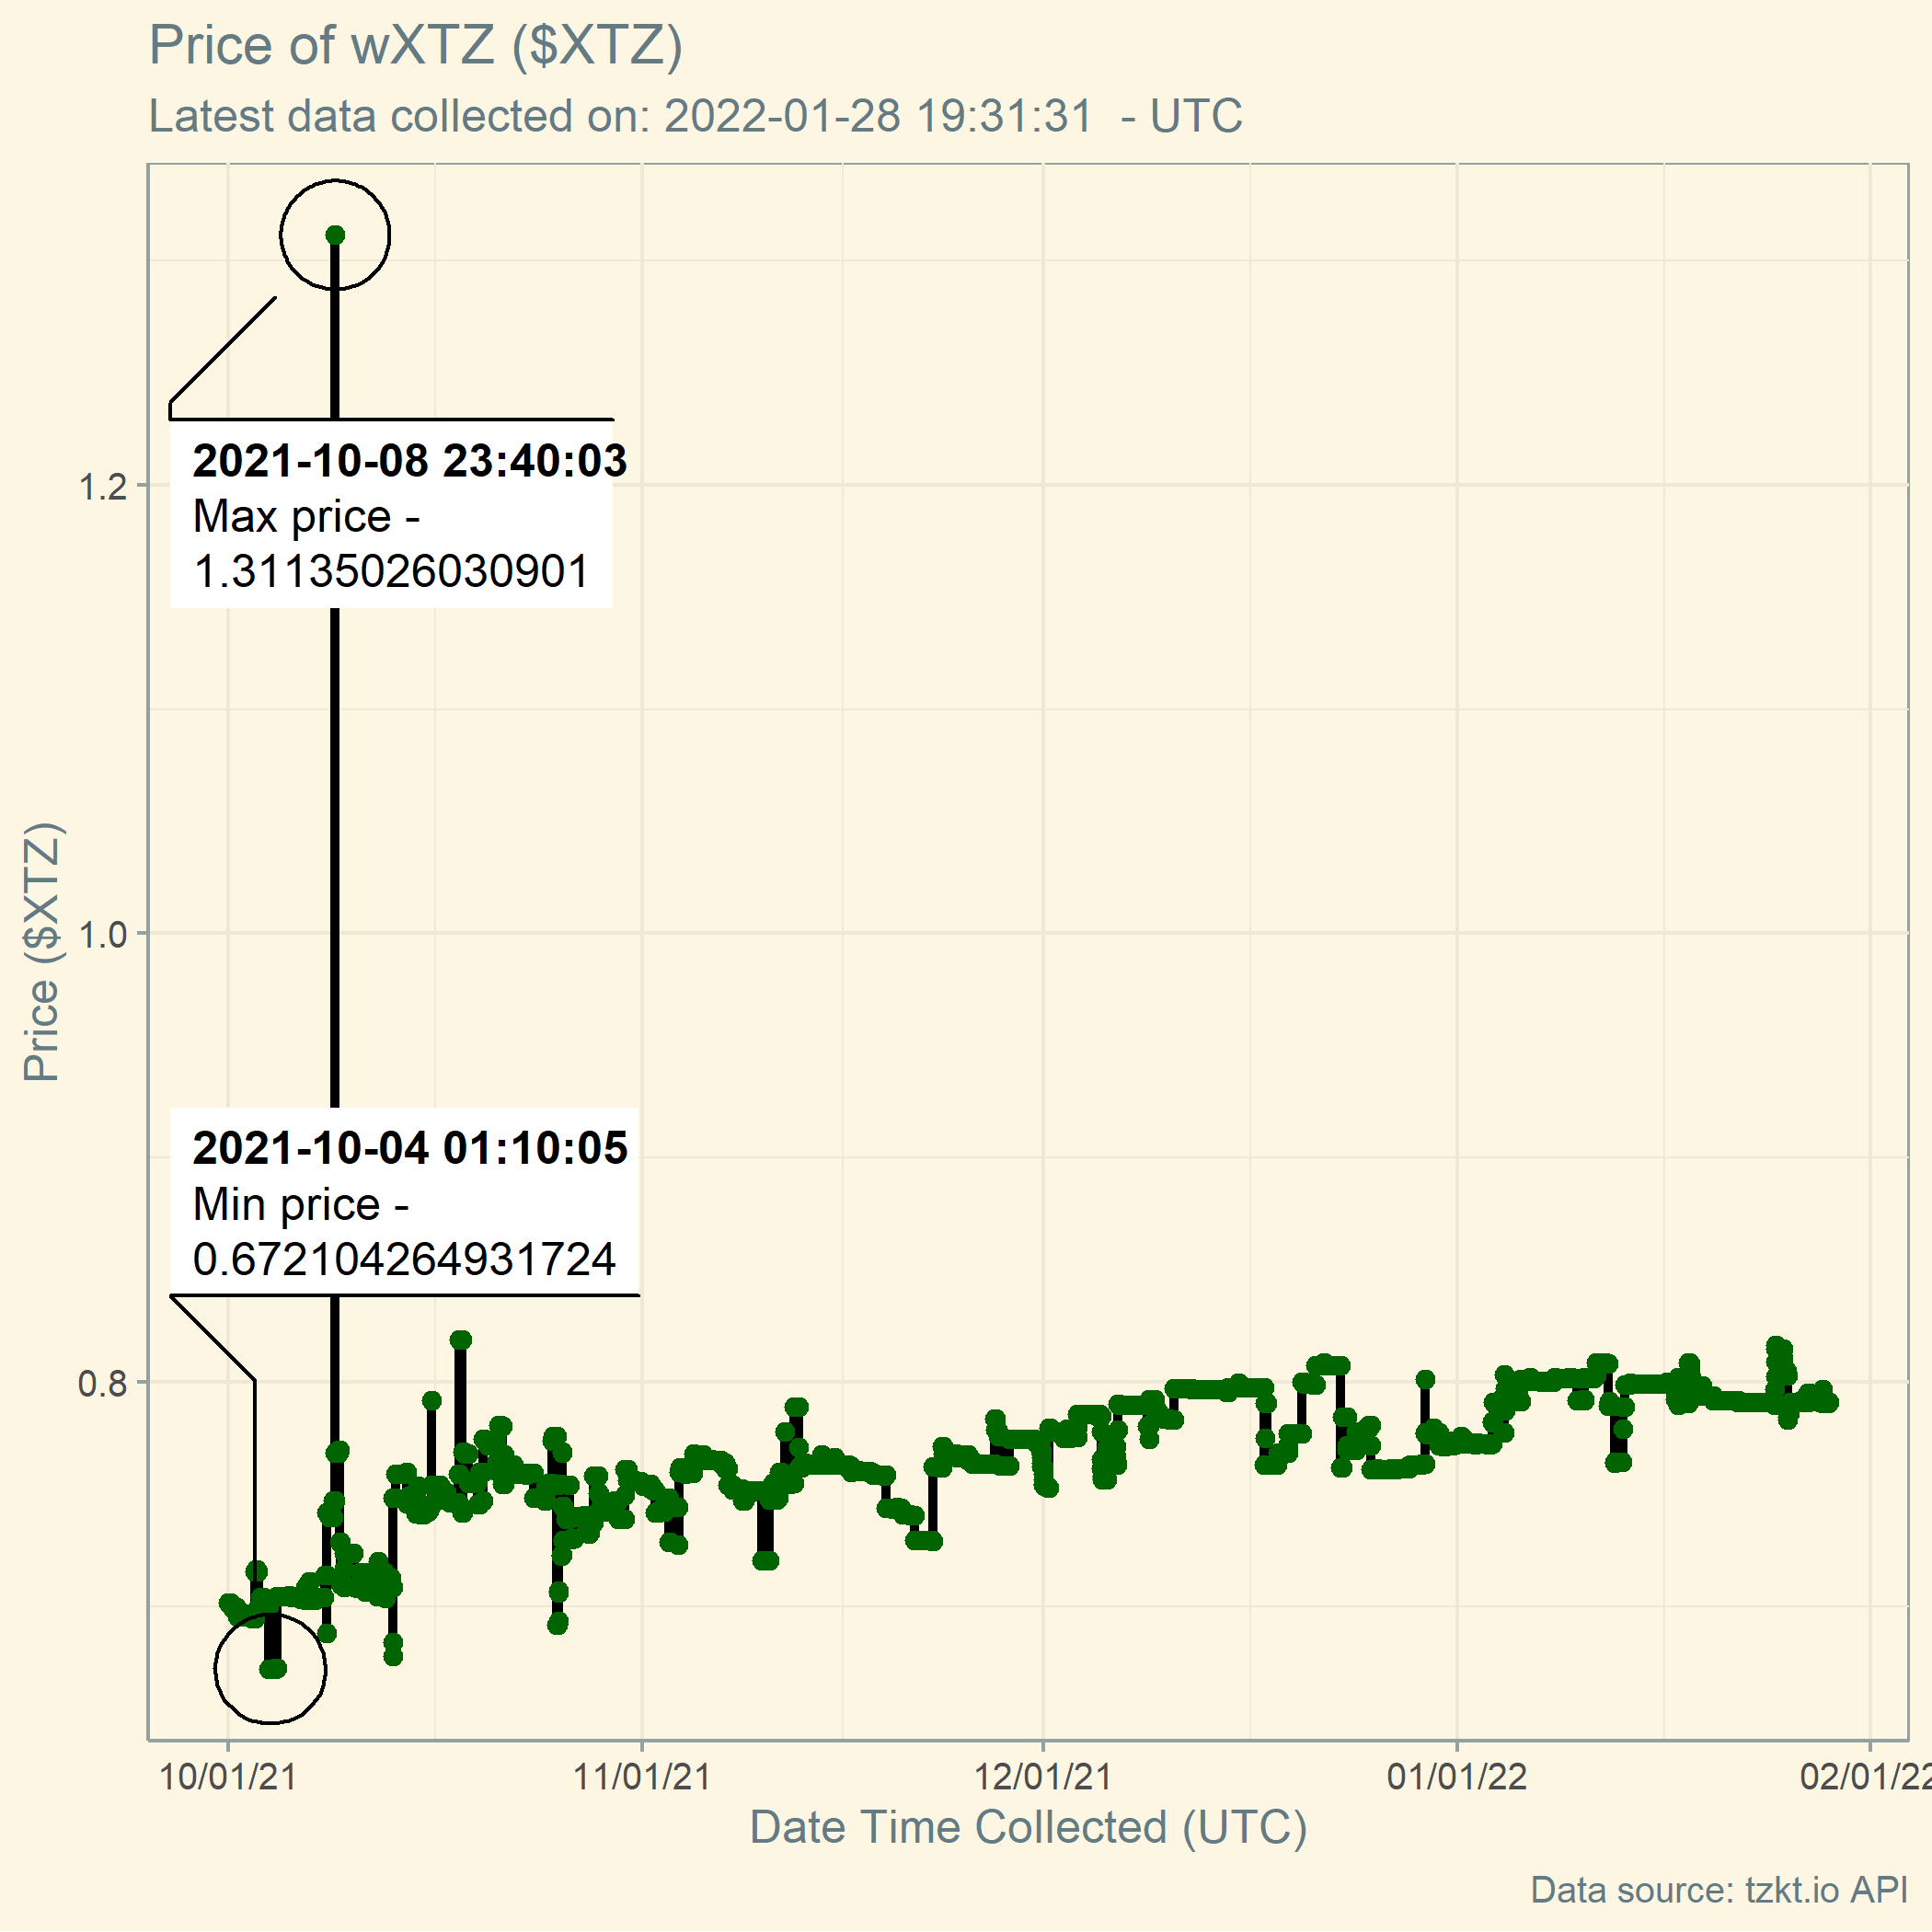 Price of wXTZ ($XTZ)
Latest data collected on: 2022-01-28 19:31:31  - UTC
2021-10-08 23:40:03
Max price -
1.31135026030901
2021-10-04 01:10:05
Min price -
0.672104264931724
Price ($XTZ)
1.2
1.0
0.8
10/01/21 11/01/21 12/01/21 01/01/22 02/01/22
Date Time Collected (UTC)
Data source: tzkt.io API